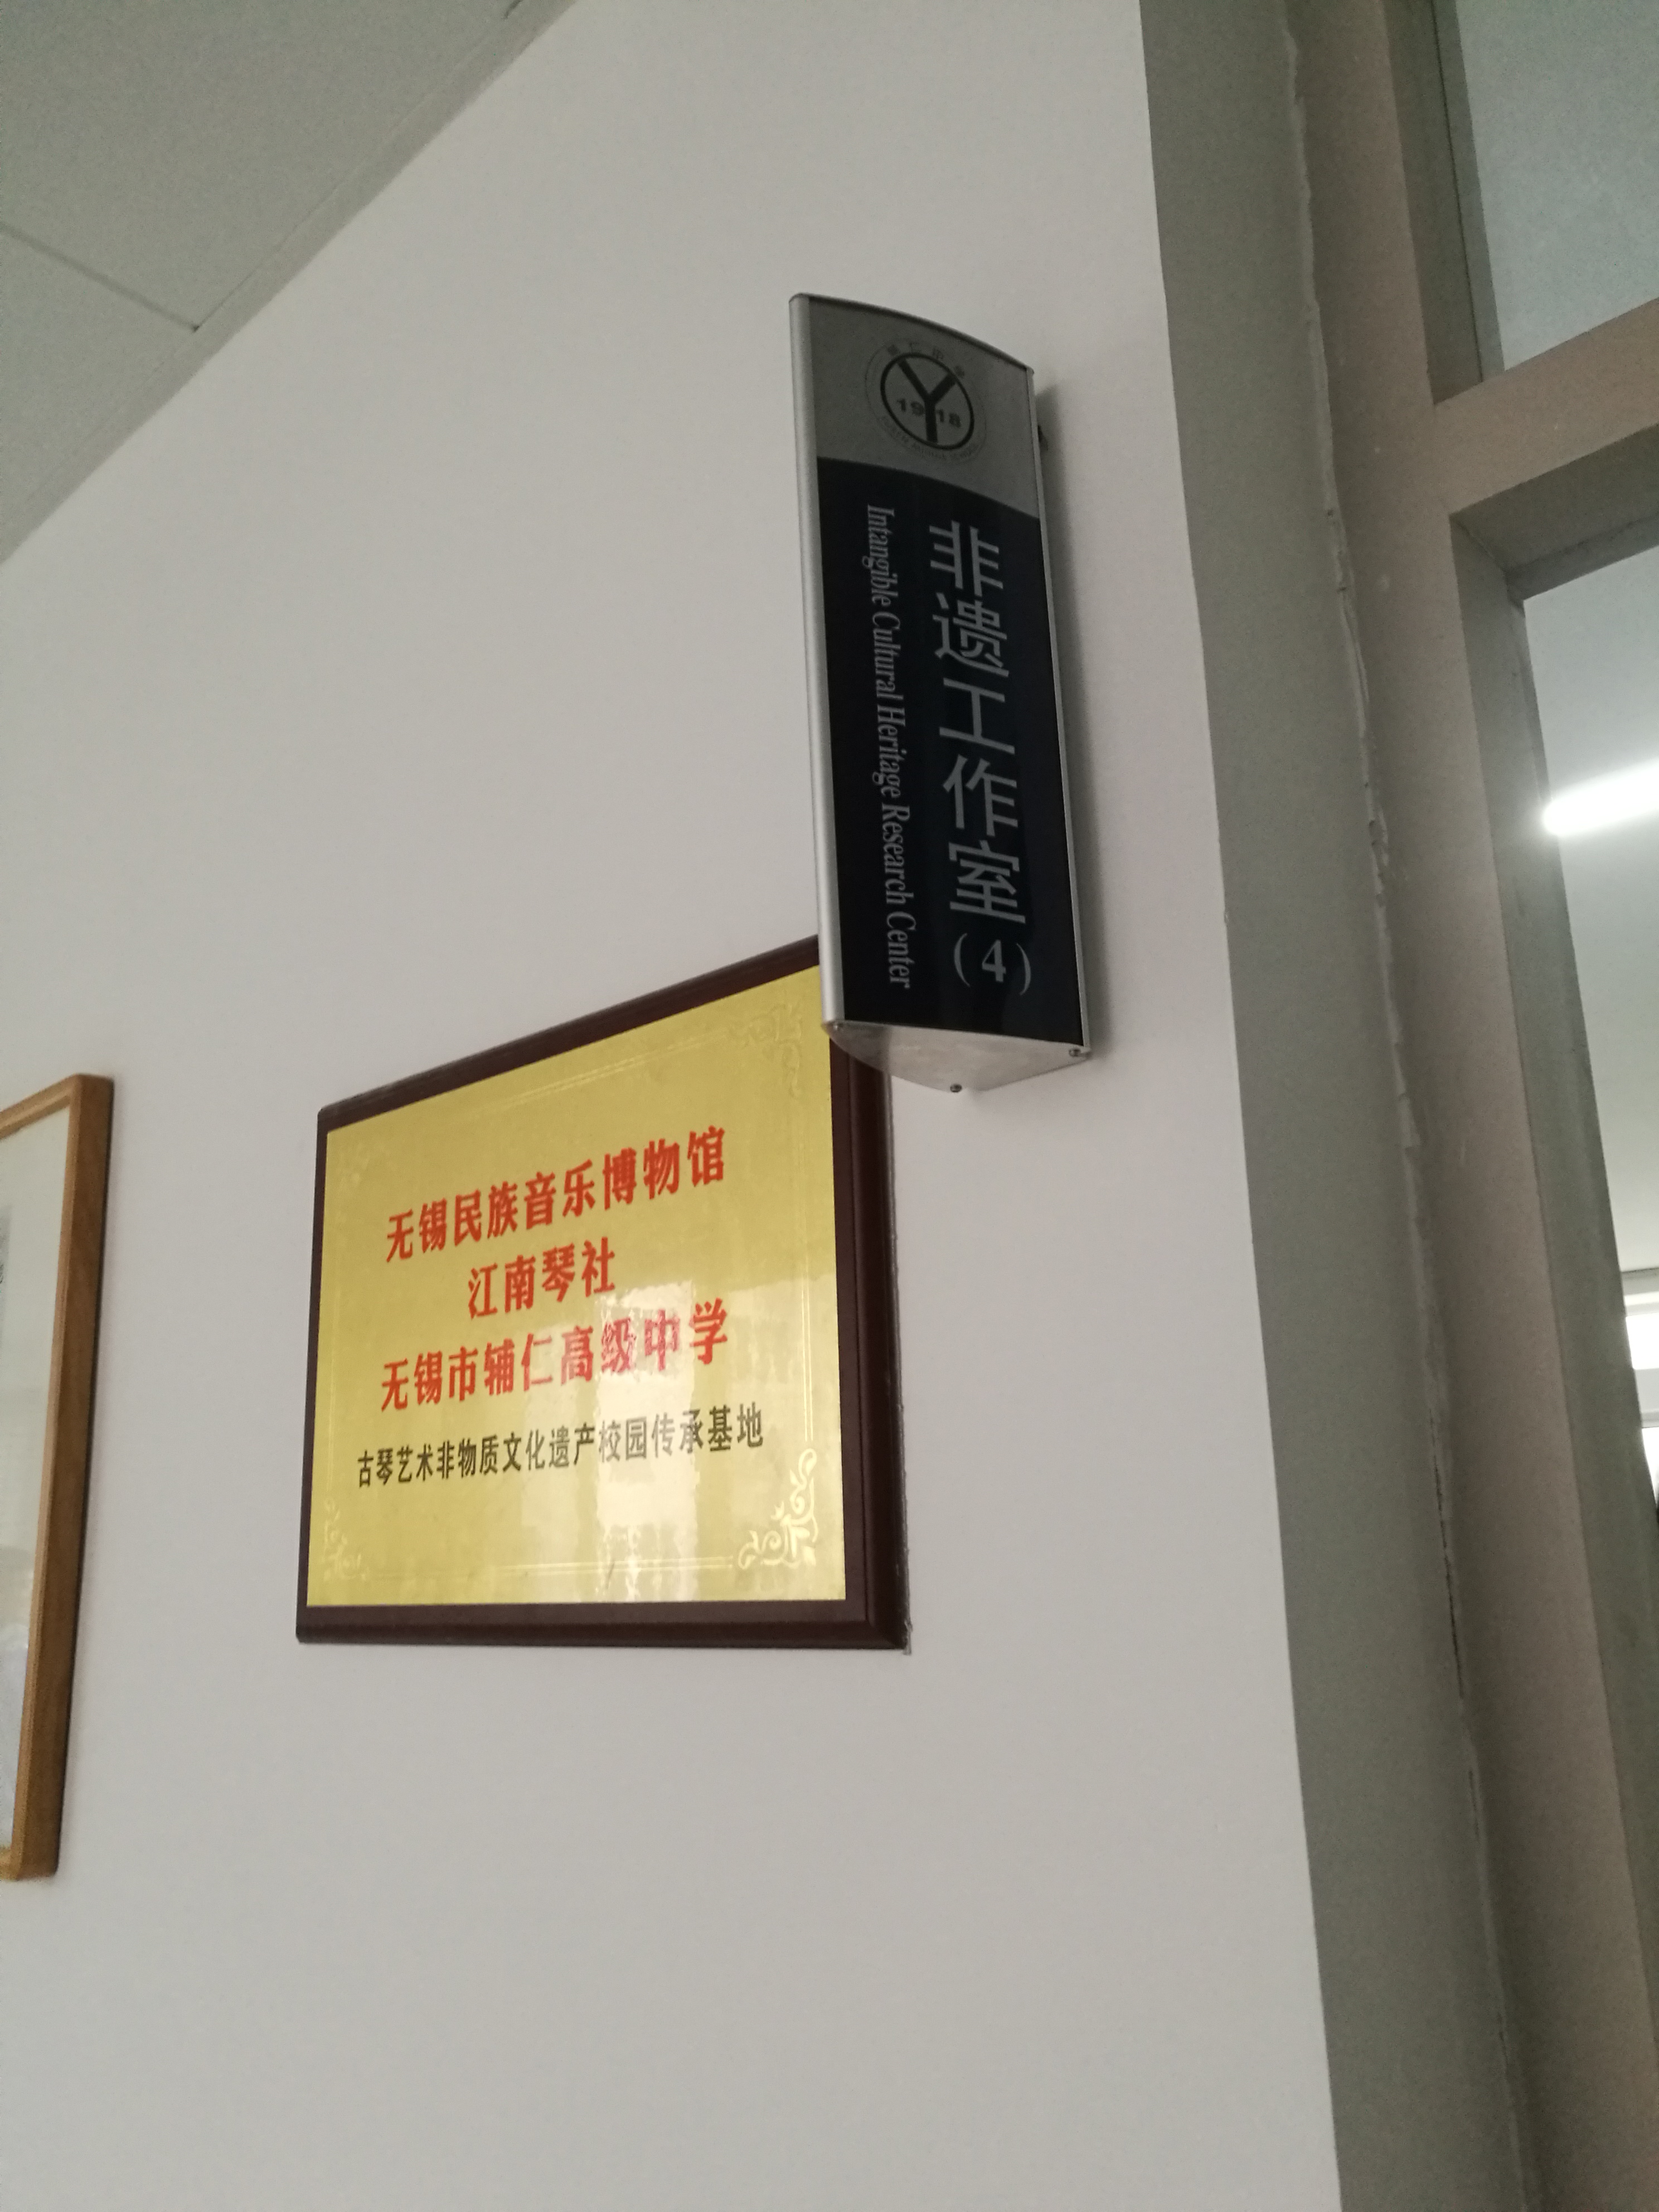 1918
非遗工作室(4)
Intangible Cultural Heritage Research Center
无锡民族音乐博物馆
江南琴社
无锡市辅仁高级中学
古琴艺术非物质文化遗产校园传承基地